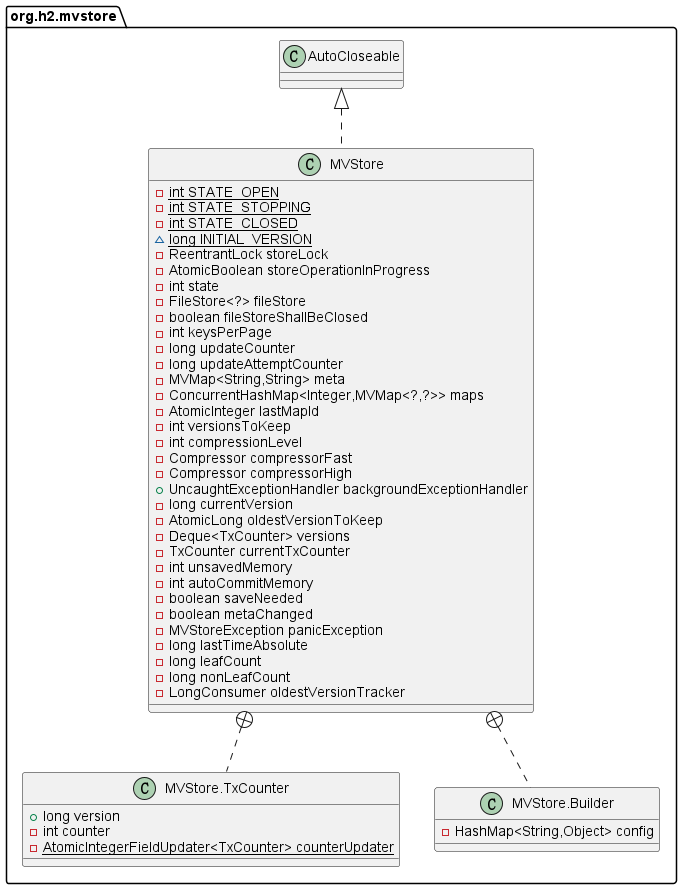 org.h2.mvstore
C AutoCloseable
C MVStore
int STATE_OPEN
int STATE_STOPPING
int STATE_CLOSED
long INITIAL_VERSION
ReentrantLock storeLock
AtomicBoolean storeOperationInProgress
int state
FileStore<?> fileStore
boolean fileStoreShallBeClosed
int keysPerPage
long updateCounter
long updateAttemptCounter
MVMap<String,String> meta
ConcurrentHashMap<Integer,MVMap<?,?>> maps
AtomicInteger lastMapId
int versionsToKeep
int compressionLevel
Compressor compressorFast
Compressor compressorHigh
UncaughtExceptionHandler backgroundExceptionHandler
long currentVersion
AtomicLong oldestVersionToKeep
Deque<TxCounter> versions
TxCounter currentTxCounter
int unsavedMemory
int autoCommitMemory
boolean saveNeeded
boolean metaChanged
MVStoreException panicException
long lastTimeAbsolute
long leafCount
long nonLeafCount
LongConsumer oldestVersionTracker
C MVStore.TxCounter
long version
int counter
AtomicIntegerFieldUpdater<TxCounter> counterUpdater
C MVStore.Builder
HashMap<String,Object> config